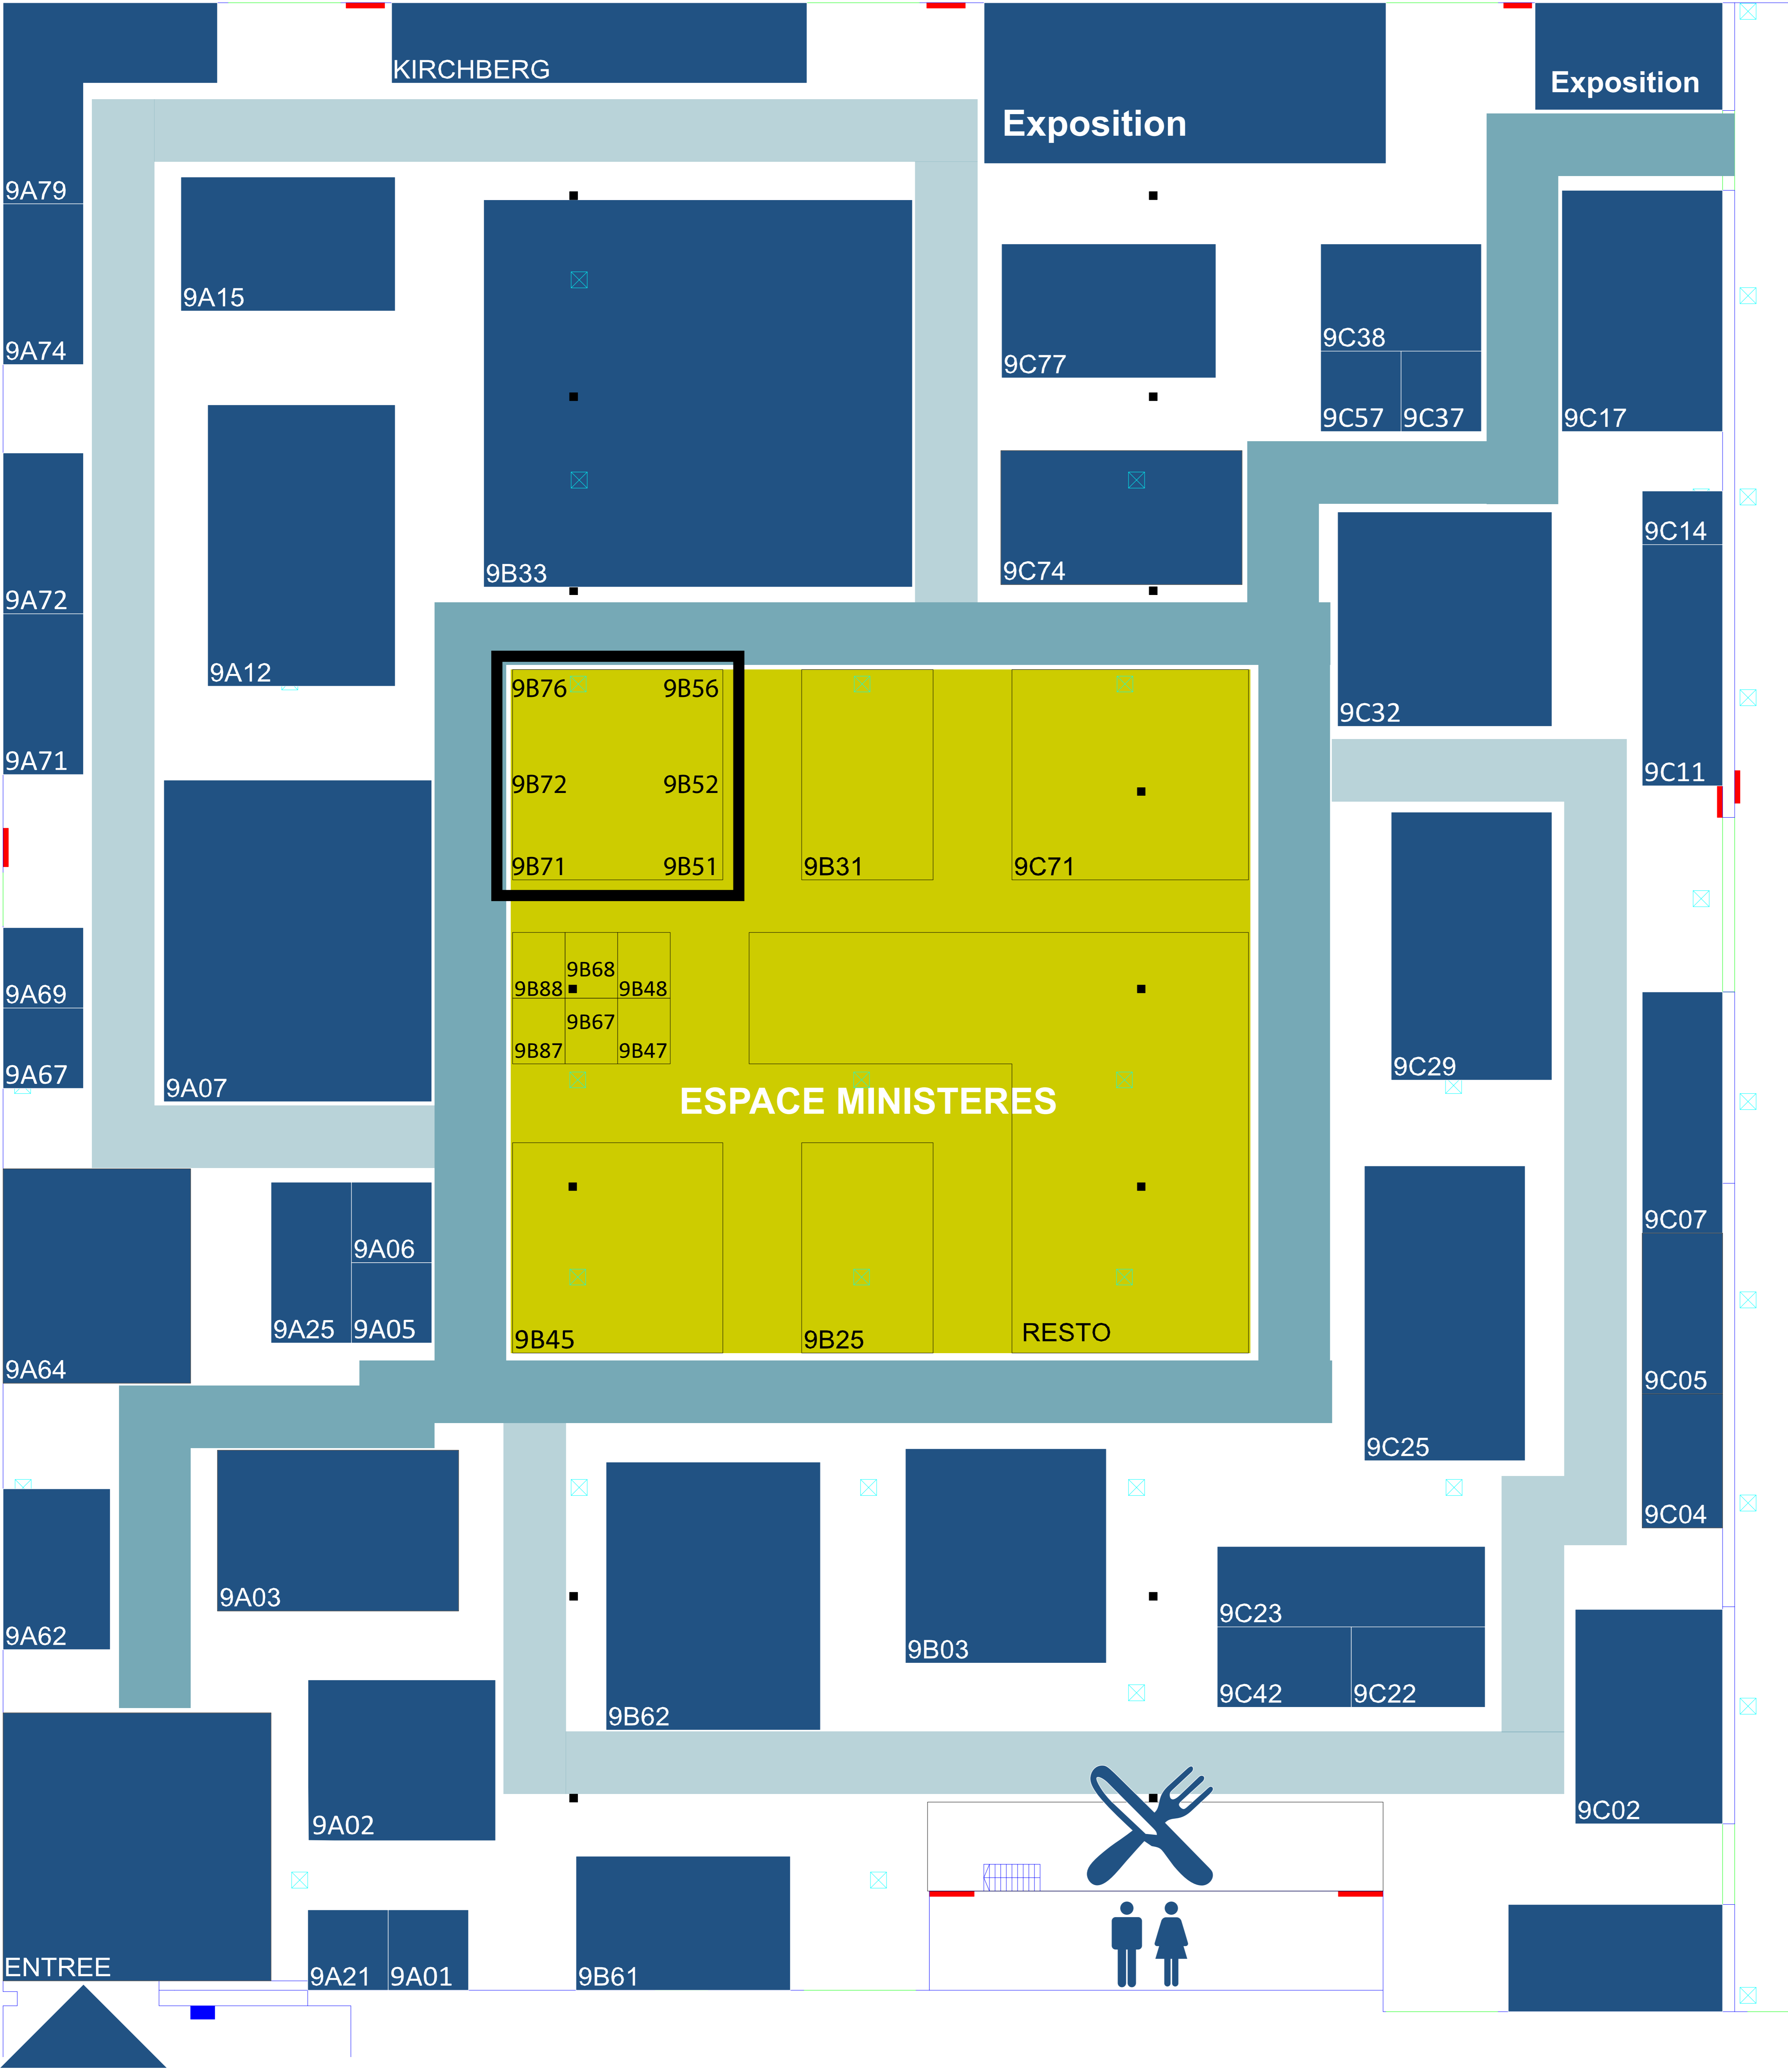 KIRCHBERG
Exposition
Exposition
9A79
9A15
9A74
9C38
9C77
9C57 9C37
9C17
9C14
9B33
9C74
9A72
9A12
9C32
9A71
9C11
9B76 9B56
9B72 9B52
9B71 9B51
9B31
9C71
9A69
9A67
9A07
9B68
9B88 9B48
9B67
9B87 9B47
ESPACE MINISTERES
9C29
9C07
9A06
9A25 9A05
9A64
9B45
9B25
RESTO
9C05
9C25
9C04
9A03
9A62
9C23
9B03
9C42 9C22
9B62
9A02
9C02
ENTREE
9A21 9A01
9B61